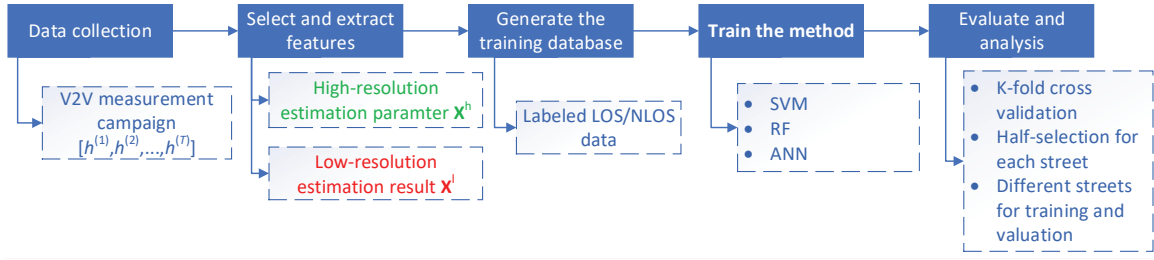 Data collection
V2V measurement
campaign
[h^(1),h^(2),...,h^(T)]
Select and extract
features
High-resolution
estimation paramter X^h
Low-resolution
estimation result X^l
Generate the
training database
Labeled LOS/NLOS
data
Train the method
• SVM
• RF
• ANN
Evaluate and
analysis
• K-fold cross
validation
• Half-selection for
each street
• Different streets
for training and
valuation